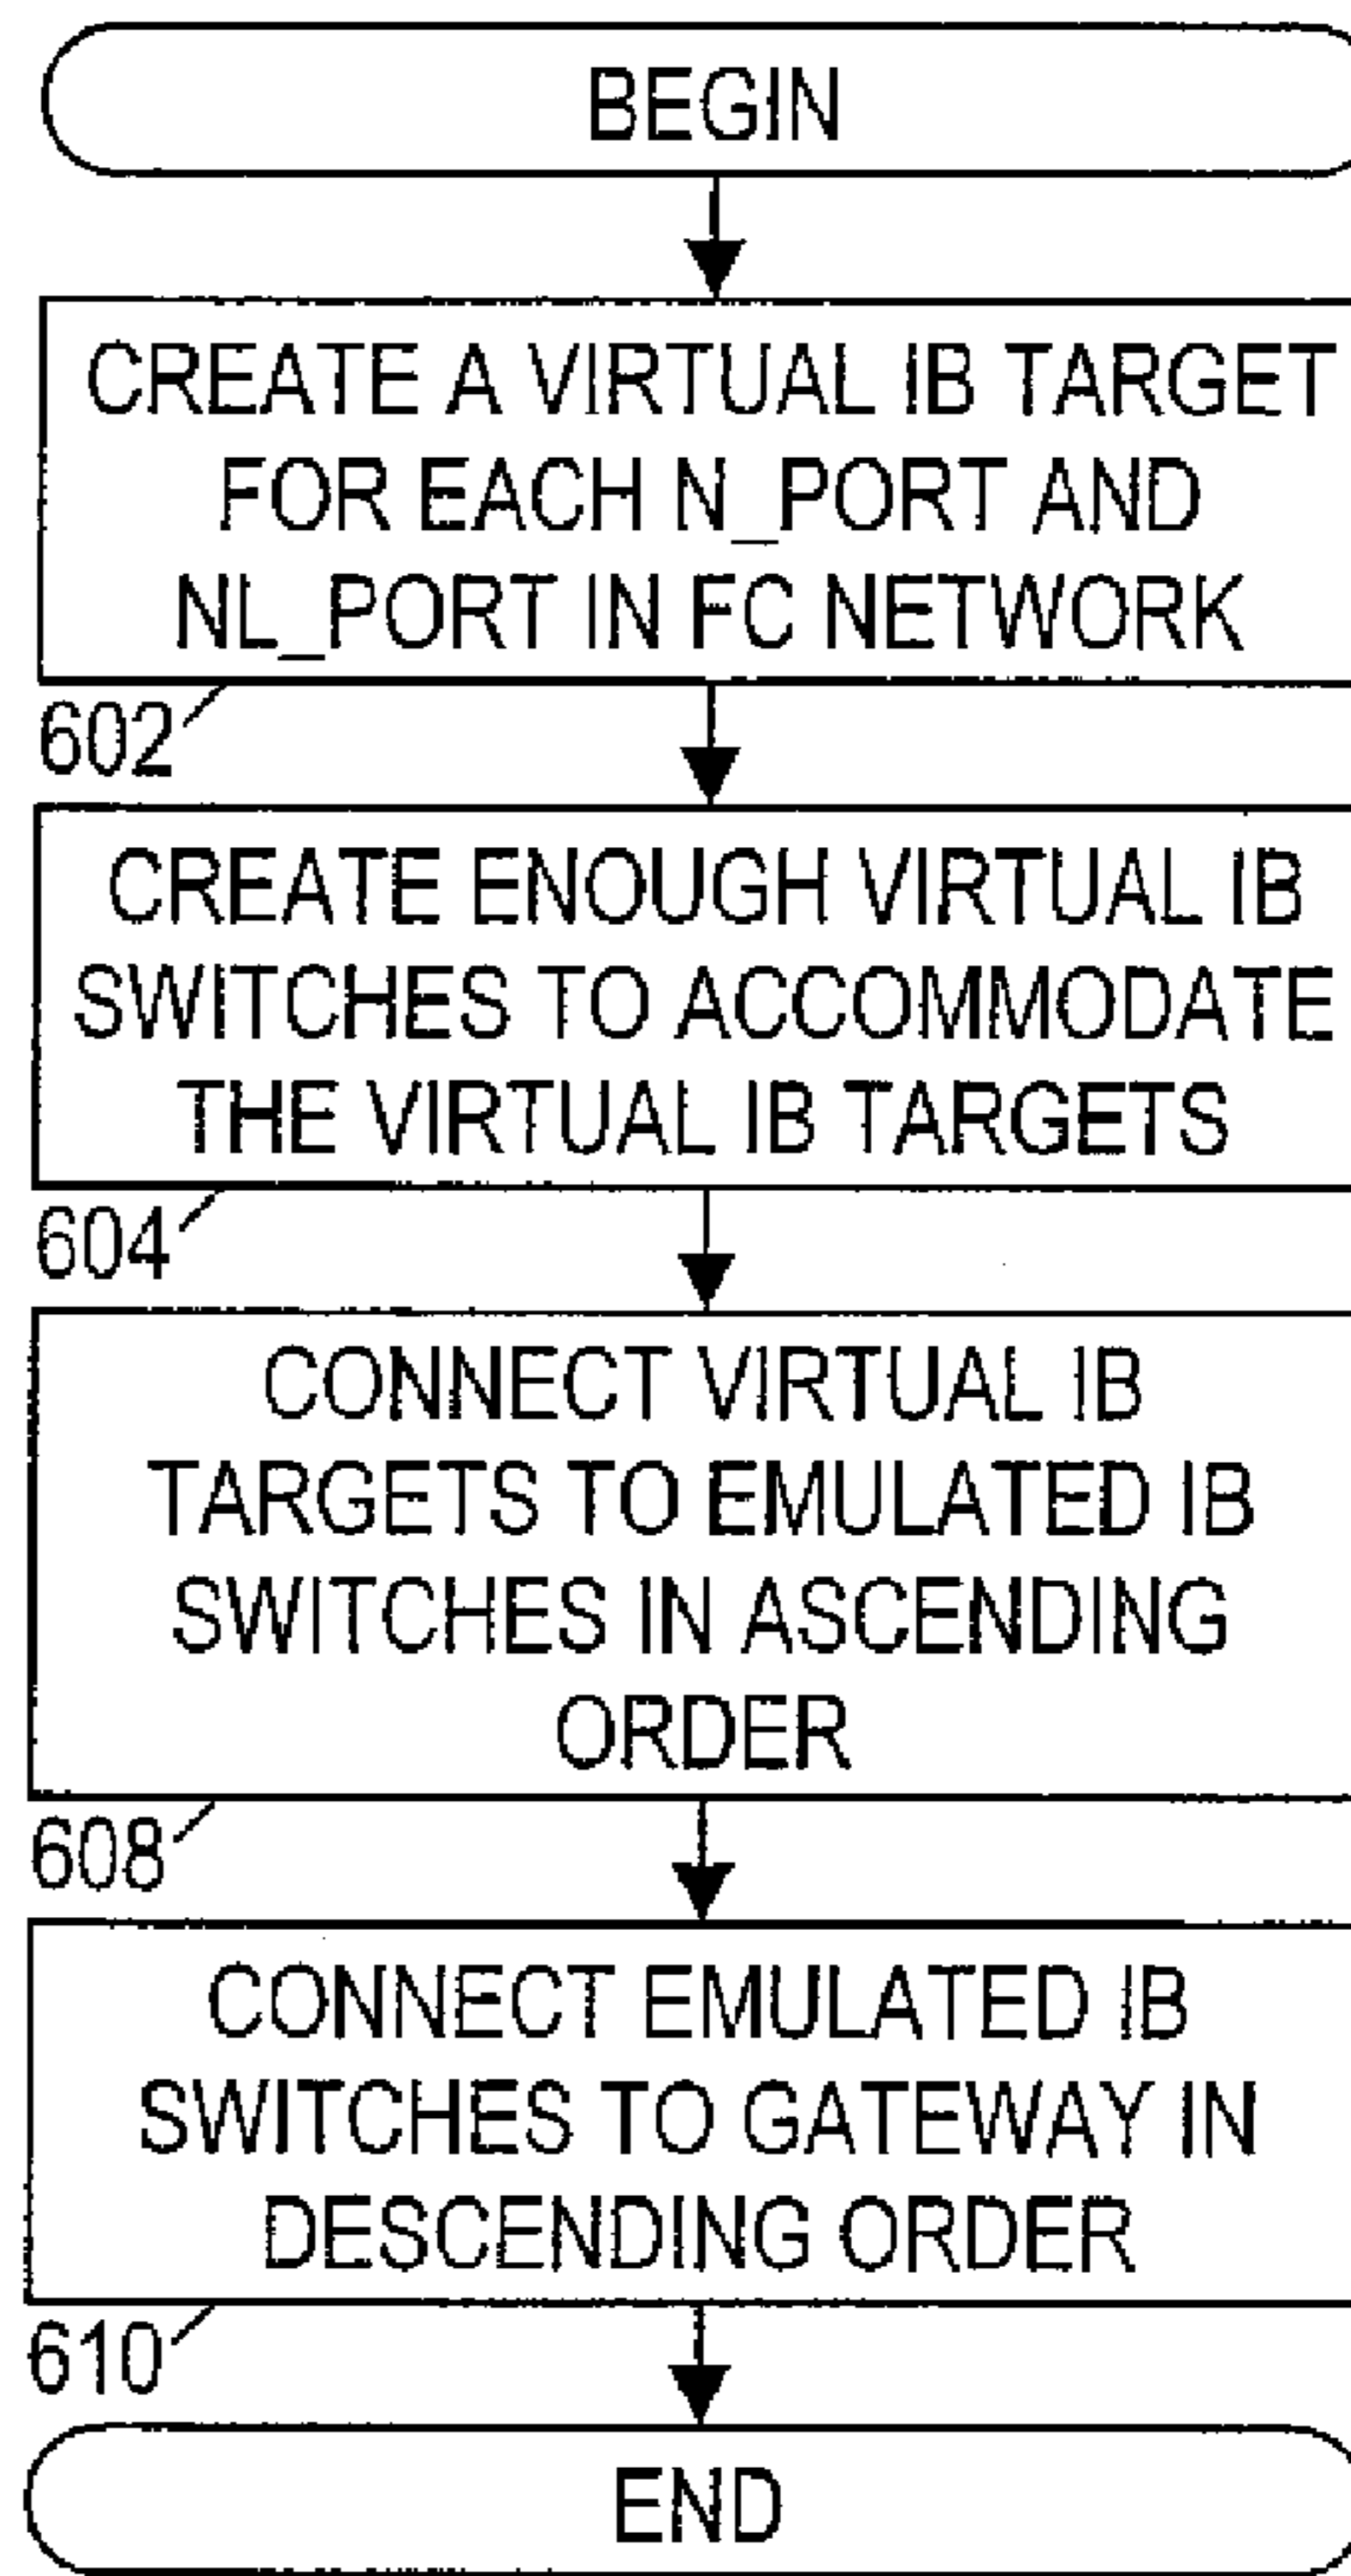 BEGIN
CREATE A VIRTUAL IB TARGET
FOR EACH N_PORT AND
NL_PORT IN FC NETWORK
602
CREATE ENOUGH VIRTUAL IB
SWITCHES TO ACCOMMODATE
THE VIRTUAL IB TARGETS
604
CONNECT VIRTUAL IB
TARGETS TO EMULATED IB
SWITCHES IN ASCENDING
ORDER
608
CONNECT EMULATED IB
SWITCHES TO GATEWAY IN
DESCENDING ORDER
610
END